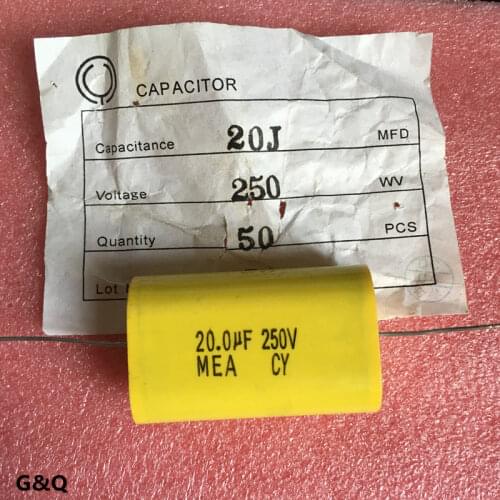 CAPACITOR
Capacitance 20J MFD
Voltage 250 WV
Quantity 50 PCS
Lot
20.0µF 250V
MEA CY
G&Q